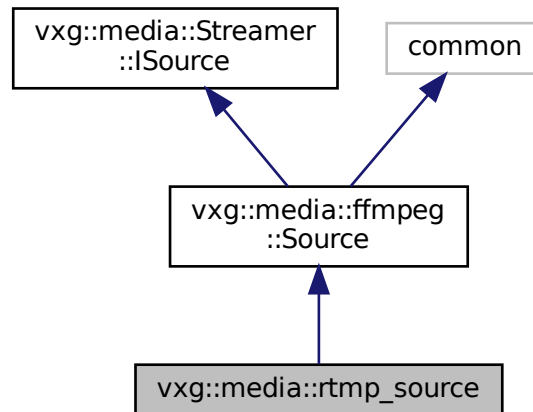 vxg::media::Streamer
::ISource
common
vxg::media::ffmpeg
::Source
vxg::media::rtmp_source